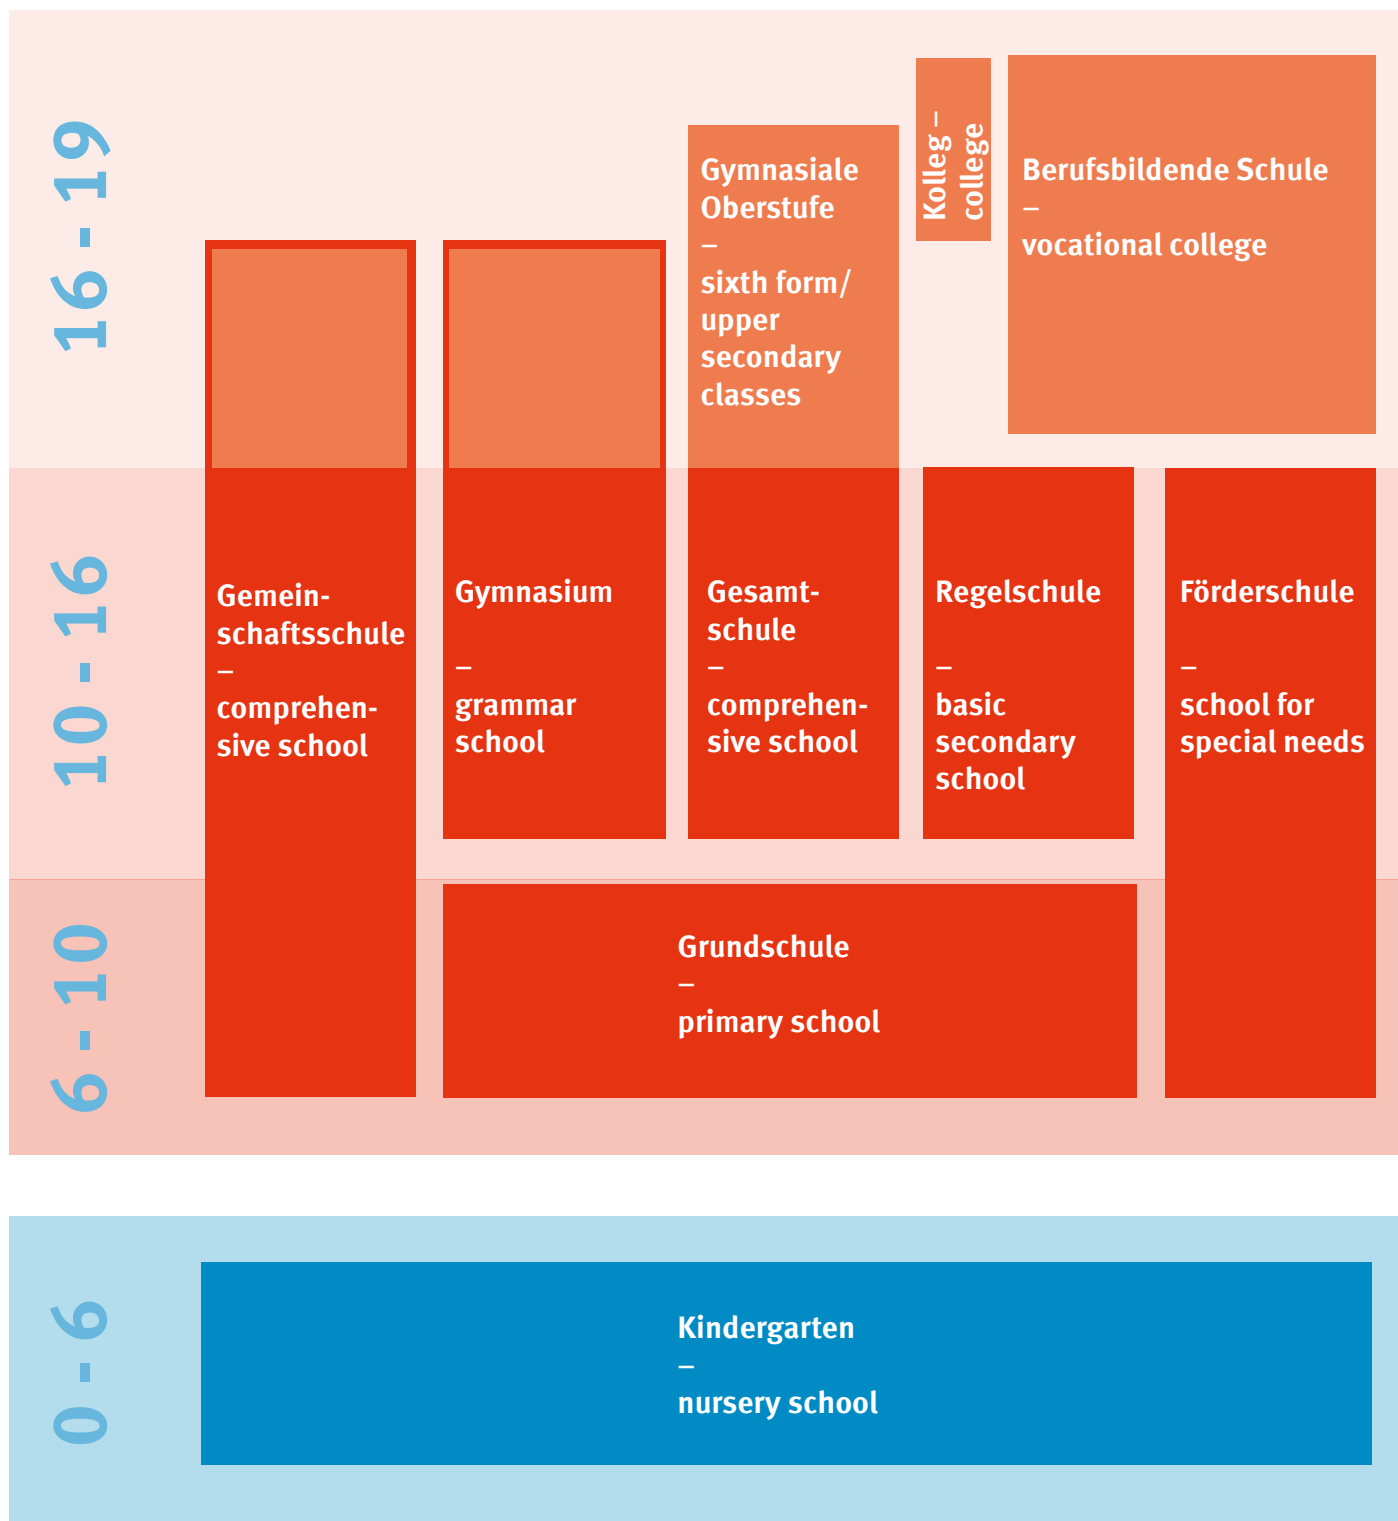 16 - 19
Gymnasiale
Oberstufe
–
sixth form/
upper
secondary
classes
Kolleg –
college
Berufsbildende Schule
–
vocational college
10 - 16
Gemein-
schaftsschule
–
comprehen-
sive school
Gymnasium
–
grammar
school
Gesamt-
schule
–
comprehen-
sive school
Regelschule
–
basic
secondary
school
Förderschule
–
school for
special needs
6 - 10
Grundschule
–
primary school
0 - 6
Kindergarten
–
nursery school